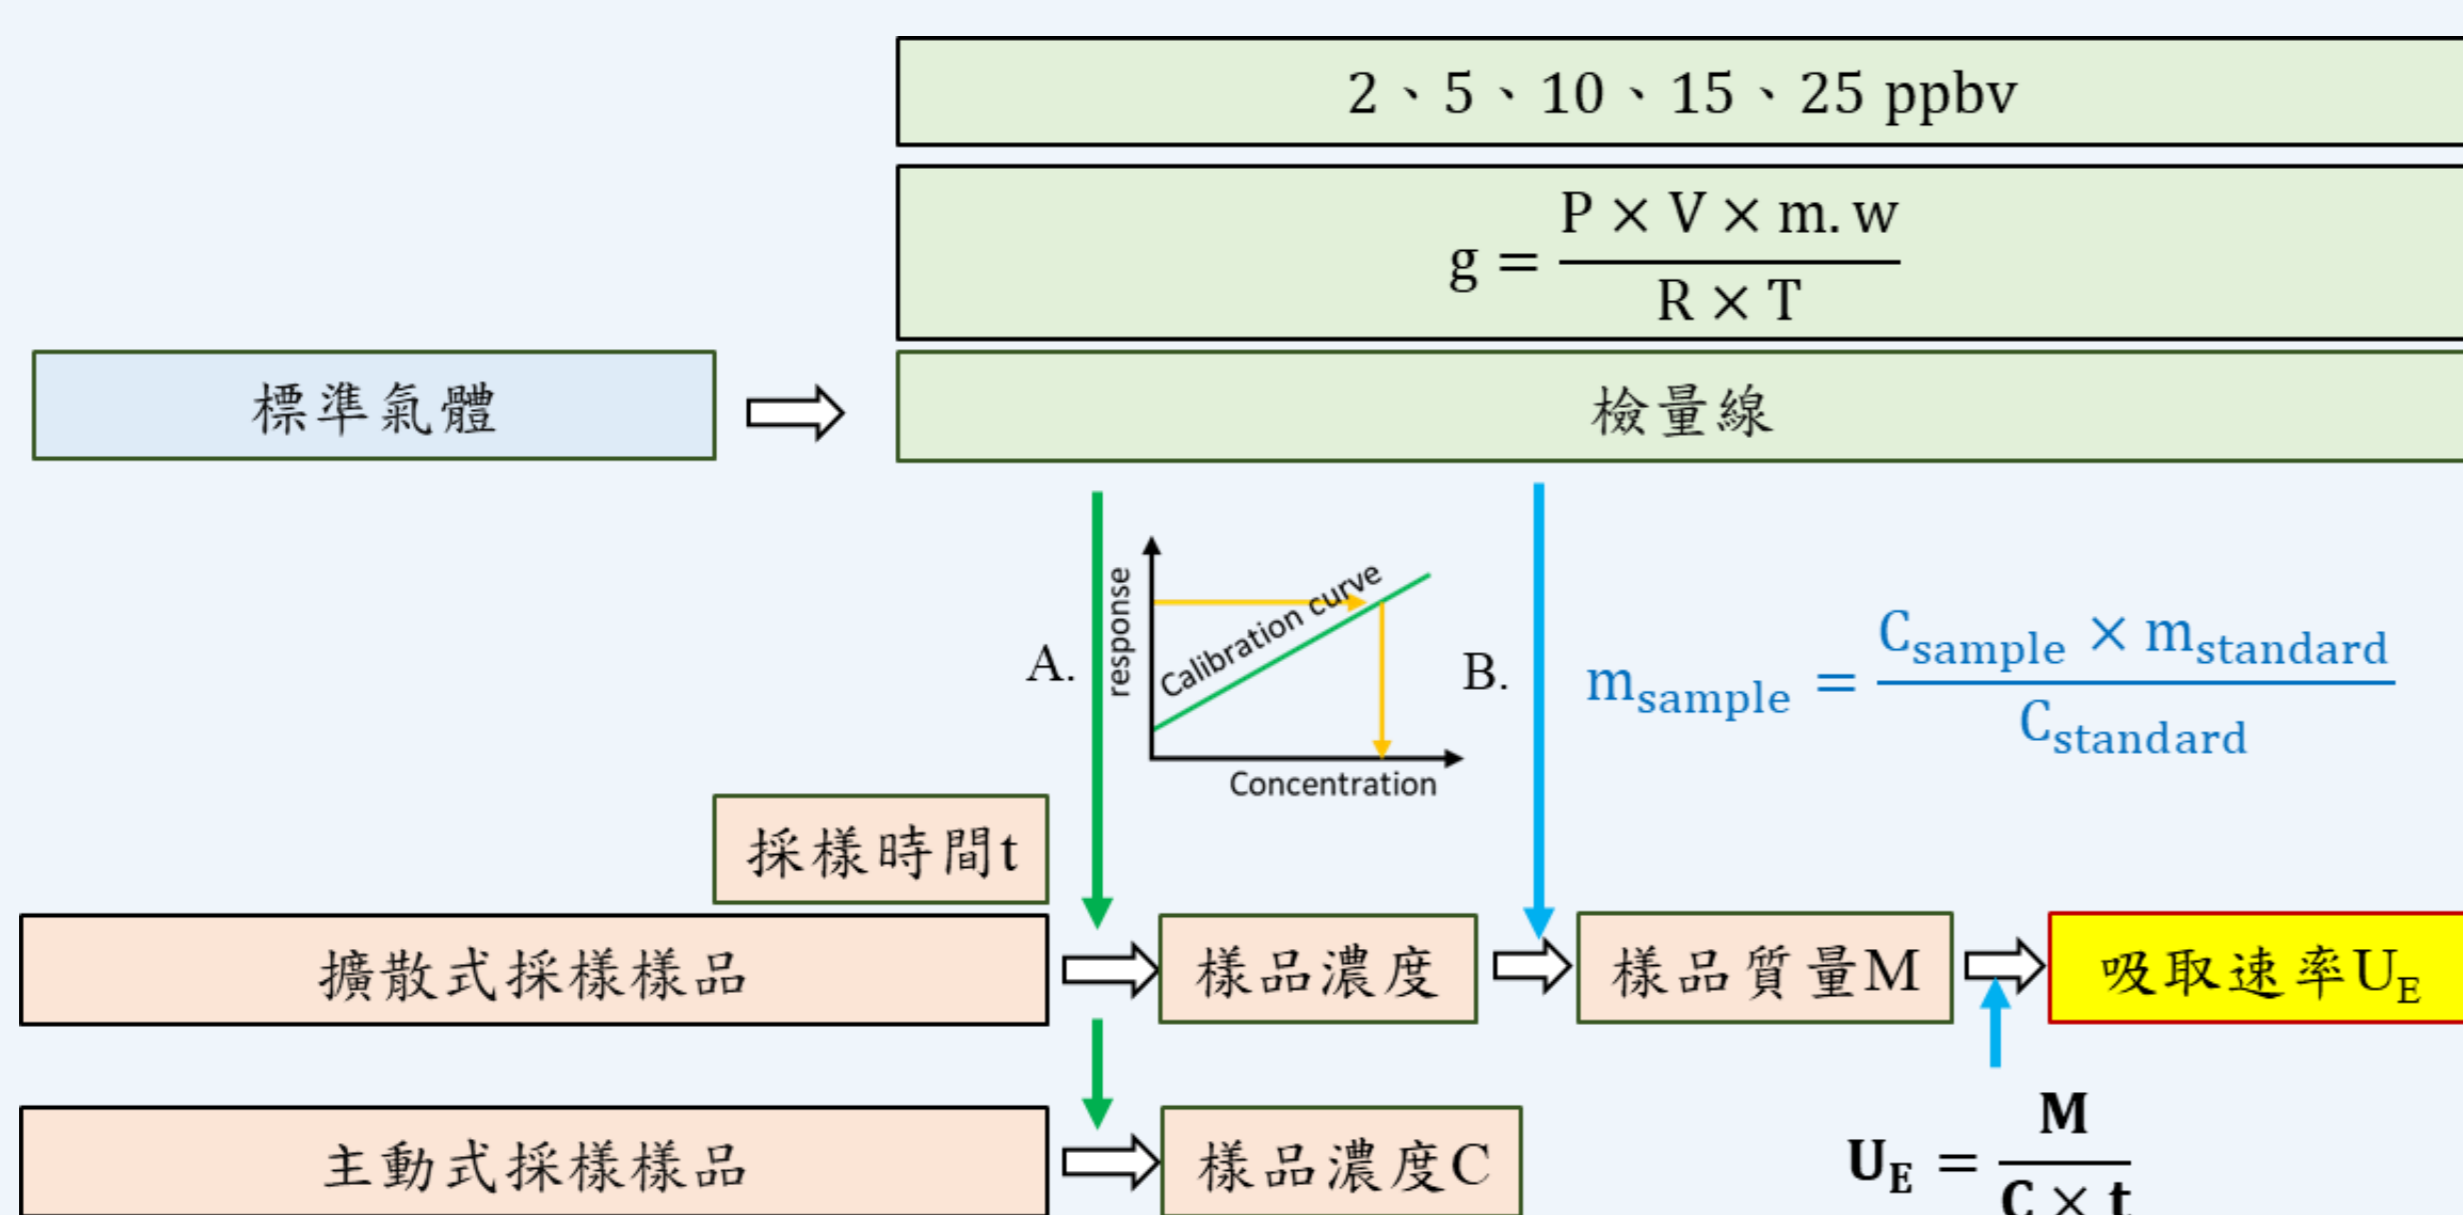 2、5、10、15、25 ppbv
g = P × V × m. w / R × T
標準氣體
檢量線
A.
response
Calibration curve
Concentration
B.
m_sample = C_sample × m_standard / C_standard
採樣時間t
擴散式採樣樣品
樣品濃度
樣品質量M
吸取速率U_E
主動式採樣樣品
樣品濃度C
U_E = M / C × t